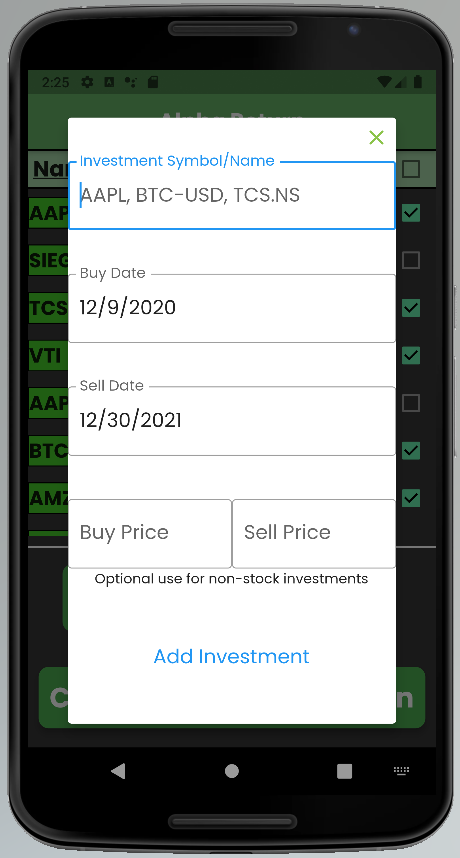 2:25
Alpha Return
Nar
Investment Symbol/Name
AAPL, BTC-USD, TCS.NS
AAP
SIEG
Buy Date
12/9/2020
TCS
VTI
Sell Date
12/30/2021
AAP
BTC
AMZ
Buy Price
Sell Price
Optional use for non-stock investments
Add Investment
C
n